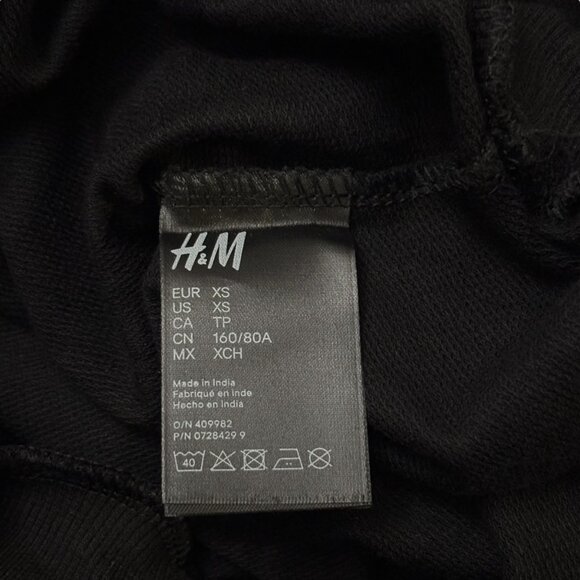 H&M
EUR XS
US XS
CA TP
CN 160/80A
MX XCH
Made in India
Fabriqué en Inde
Hecho en India
O/N 409982
P/N 0728429 9
40